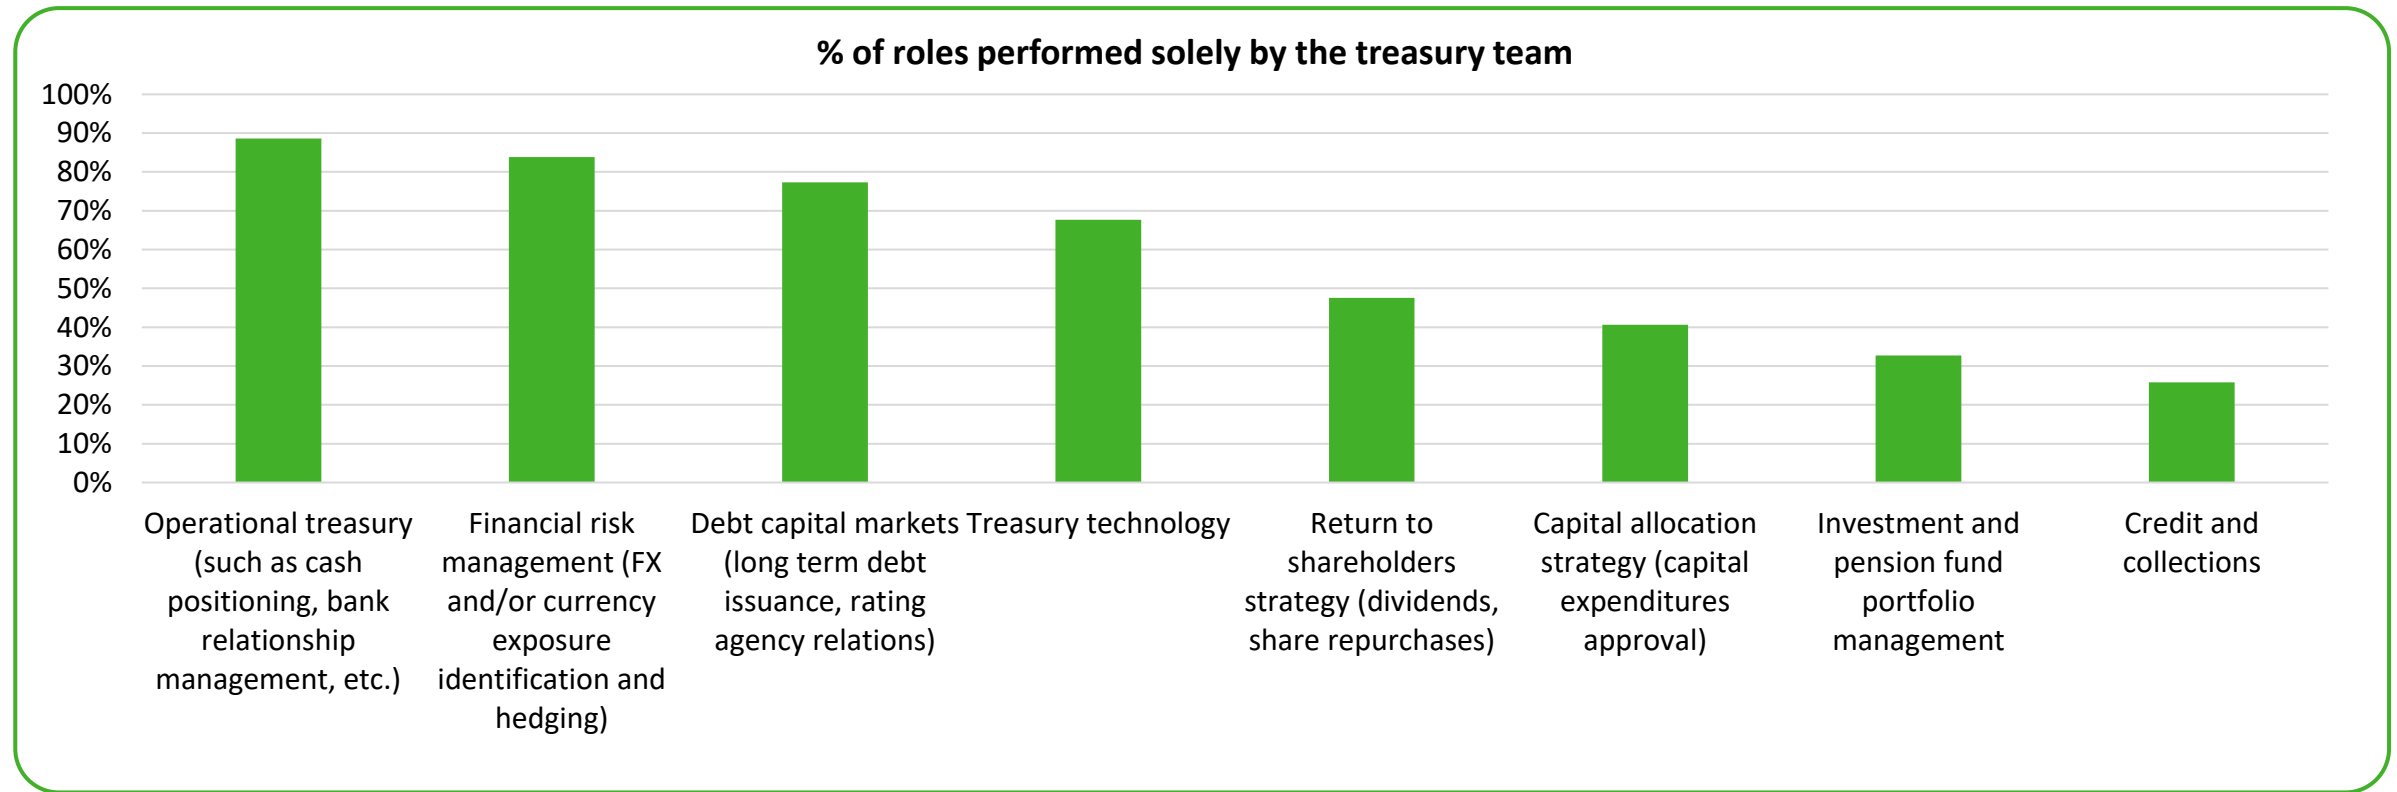 % of roles performed solely by the treasury team
100%
90%
80%
70%
60%
50%
40%
30%
20%
10%
0%
Operational treasury
(such as cash
positioning, bank
relationship
management, etc.)
Financial risk
management (FX
and/or currency
exposure
identification and
hedging)
Debt capital markets
(long term debt
issuance, rating
agency relations)
Treasury technology
Return to
shareholders
strategy (dividends,
share repurchases)
Capital allocation
strategy (capital
expenditures
approval)
Investment and
pension fund
portfolio
management
Credit and
collections